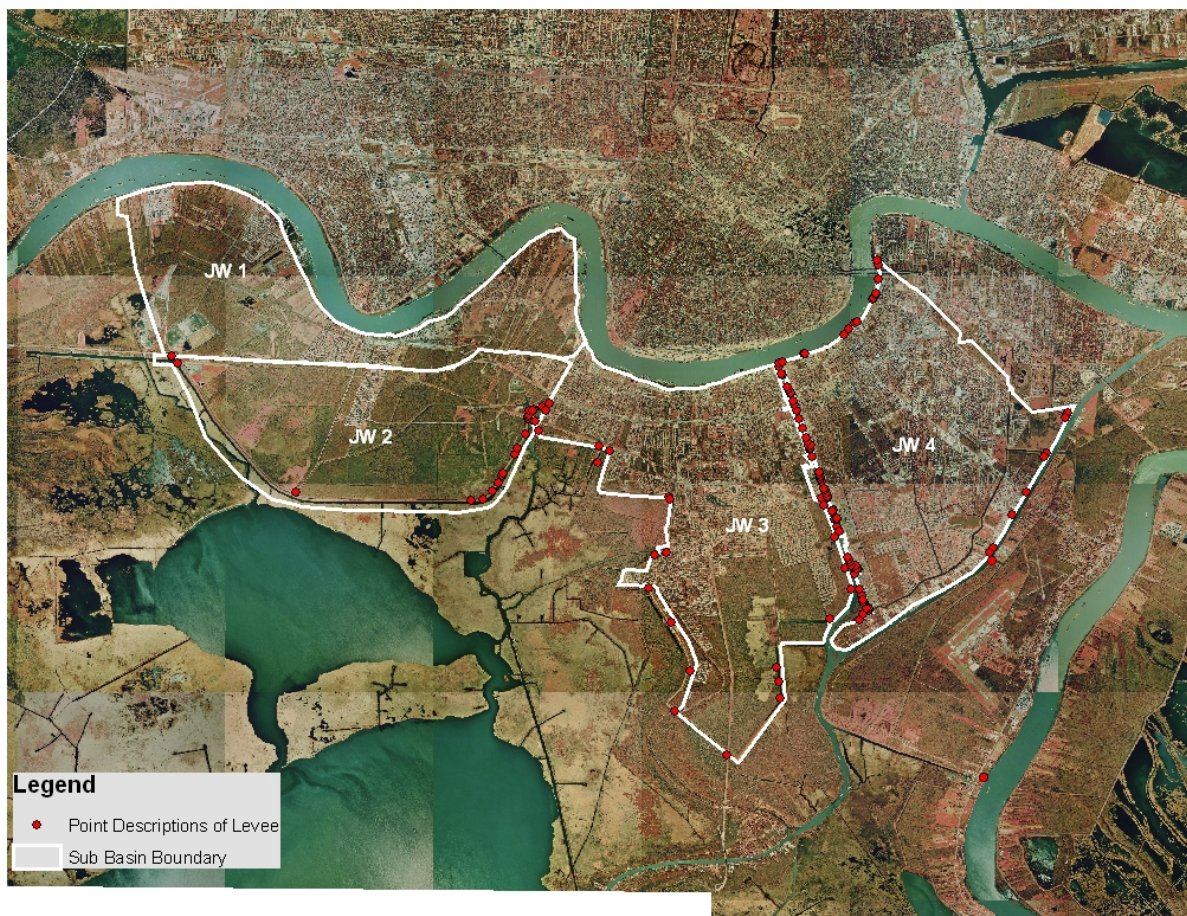 JW 1
JW 2
JW 3
JW 4
Legend
Point Descriptions of Levee
Sub Basin Boundary